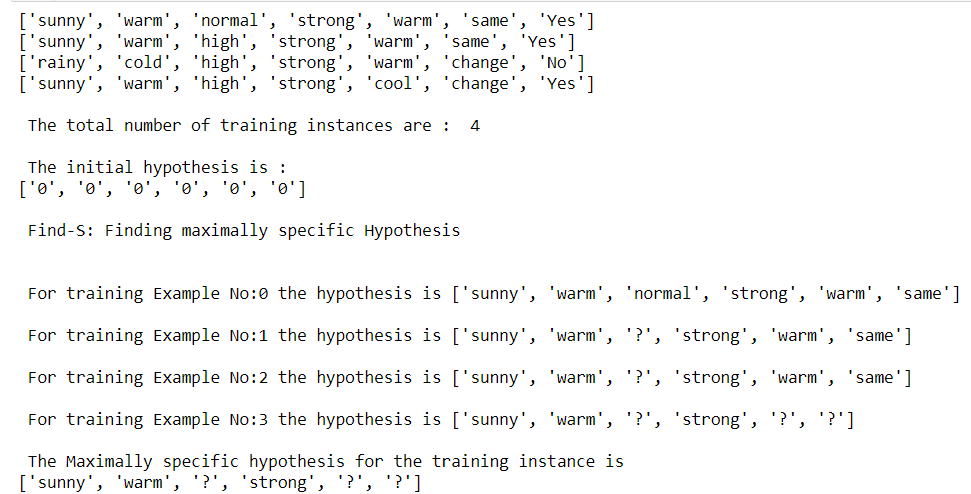 ['sunny', 'warm', 'normal', 'strong', 'warm', 'same', 'Yes']
['sunny', 'warm', 'high', 'strong', 'warm', 'same', 'Yes']
['rainy', 'cold', 'high', 'strong', 'warm', 'change', 'No']
['sunny', 'warm', 'high', 'strong', 'cool', 'change', 'Yes']
The total number of training instances are :  4
The initial hypothesis is :
['0', '0', '0', '0', '0', '0']
Find-S: Finding maximally specific Hypothesis
For training Example No:0 the hypothesis is ['sunny', 'warm', 'normal', 'strong', 'warm', 'same']
For training Example No:1 the hypothesis is ['sunny', 'warm', '?', 'strong', 'warm', 'same']
For training Example No:2 the hypothesis is ['sunny', 'warm', '?', 'strong', 'warm', 'same']
For training Example No:3 the hypothesis is ['sunny', 'warm', '?', 'strong', '?', '?']
The Maximally specific hypothesis for the training instance is
['sunny', 'warm', '?', 'strong', '?', '?']